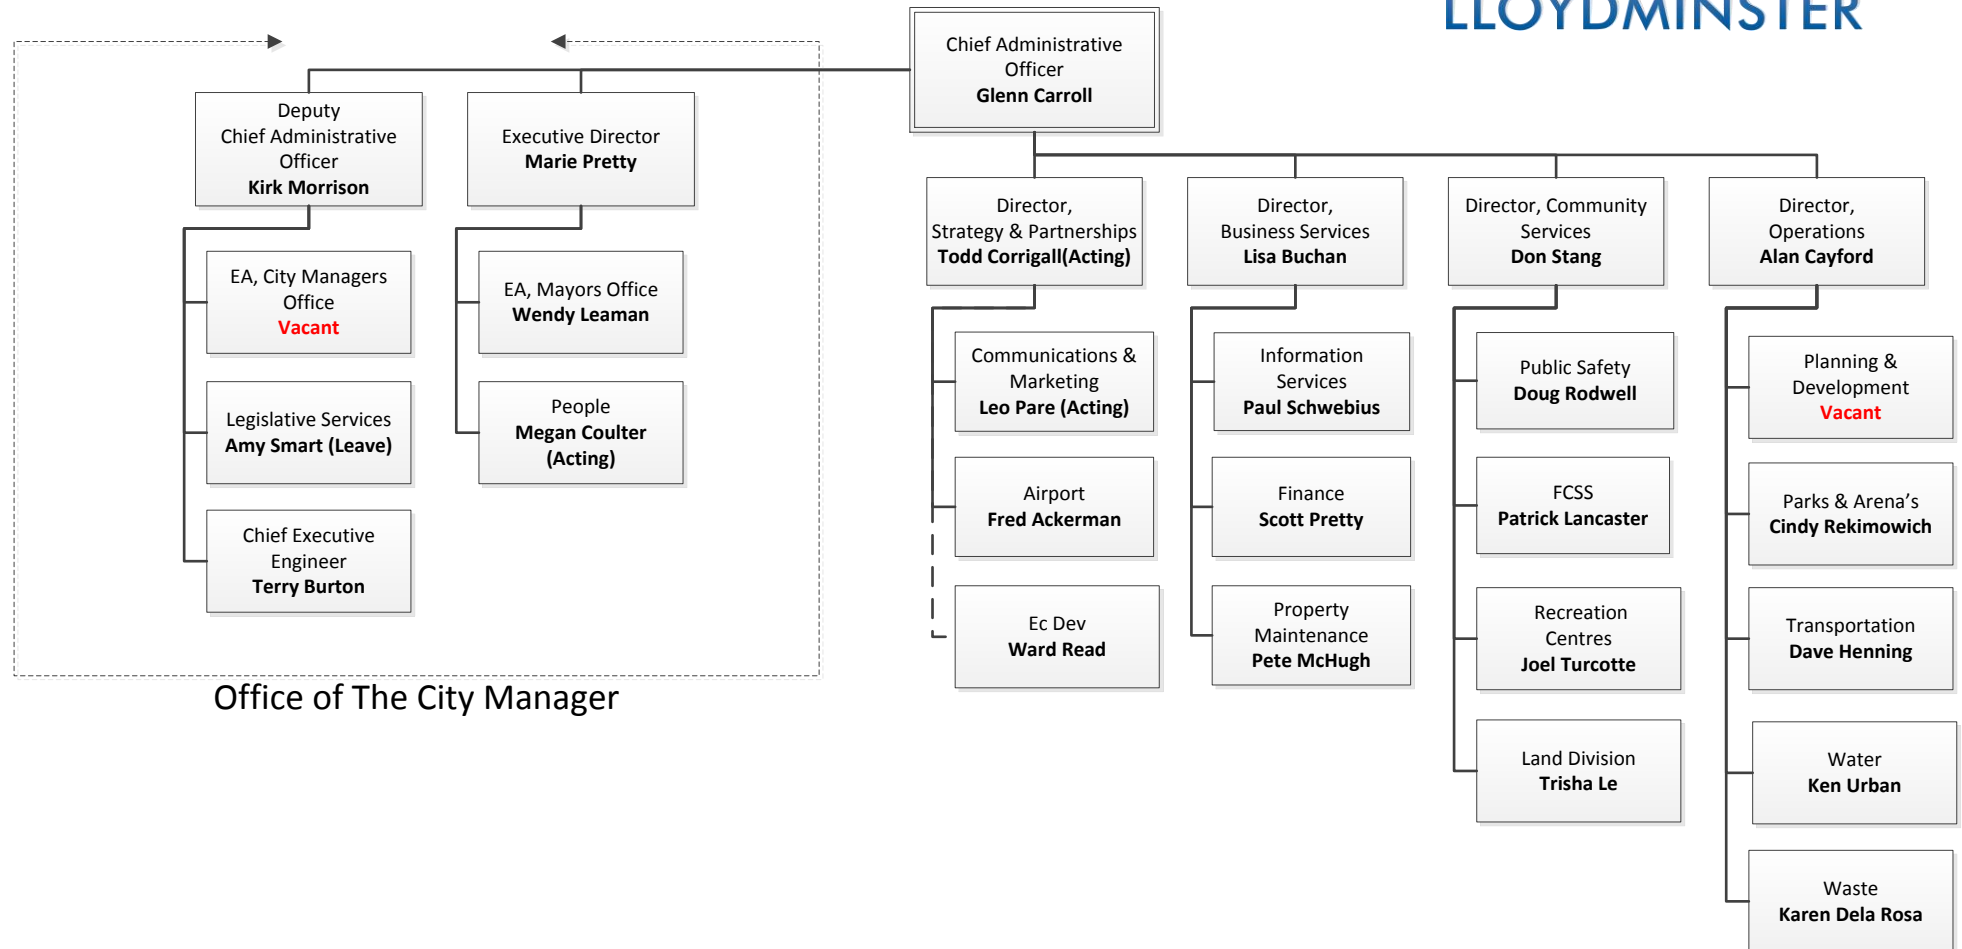 LLOYDMINSTER
Chief Administrative
Officer
Glenn Carroll
Deputy
Chief Administrative
Officer
Kirk Morrison
Executive Director
Marie Pretty
EA, City Managers
Office
Vacant
Legislative Services
Amy Smart (Leave)
Chief Executive
Engineer
Terry Burton
EA, Mayors Office
Wendy Leaman
People
Megan Coulter
(Acting)
Office of The City Manager
Director,
Strategy & Partnerships
Todd Corrigall(Acting)
Communications &
Marketing
Leo Pare (Acting)
Airport
Fred Ackerman
Ec Dev
Ward Read
Director,
Business Services
Lisa Buchan
Information
Services
Paul Schwebius
Finance
Scott Pretty
Property
Maintenance
Pete McHugh
Director, Community
Services
Don Stang
Public Safety
Doug Rodwell
FCSS
Patrick Lancaster
Recreation
Centres
Joel Turcotte
Land Division
Trisha Le
Director,
Operations
Alan Cayford
Planning &
Development
Vacant
Parks & Arena’s
Cindy Rekimowich
Transportation
Dave Henning
Water
Ken Urban
Waste
Karen Dela Rosa